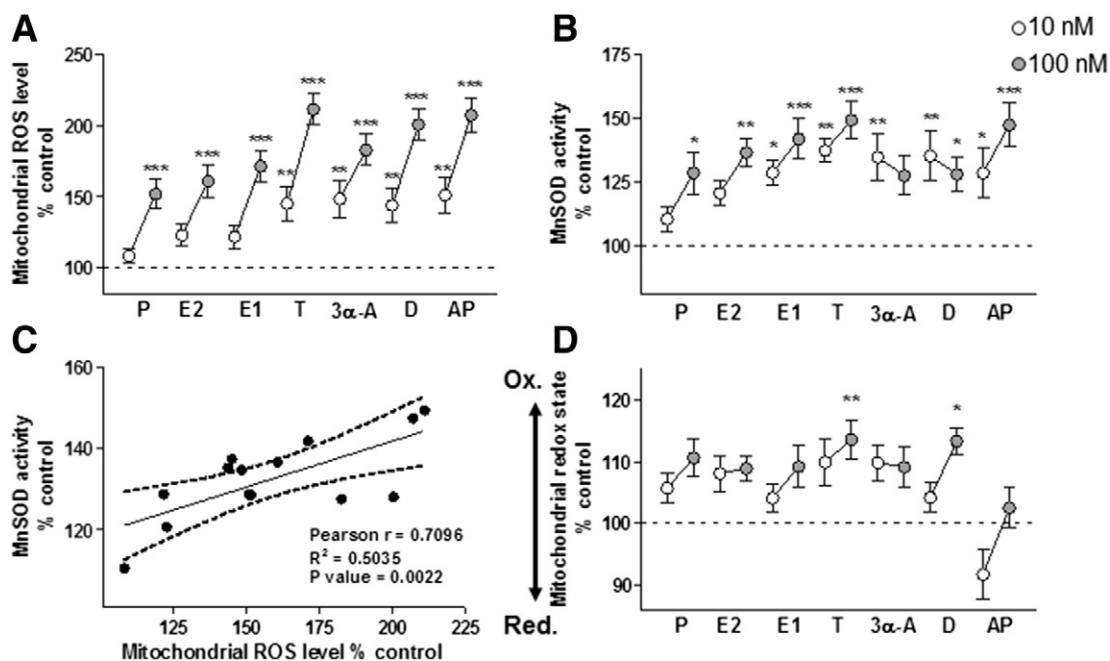 A
Mitochondrial ROS level
% control
250
200
150
100
***
***
***
**
***
**
***
**
***
**
***
P
E2
E1
T
3α-A
D
AP
B
10 nM
100 nM
MnSOD activity
% control
175
150
125
100
*
**
*
***
**
***
**
**
*
*
***
P
E2
E1
T
3α-A
D
AP
C
MnSOD activity
% control
160
140
120
Pearson r = 0.7096
R² = 0.5035
P value = 0.0022
125
150
175
200
225
Mitochondrial ROS level % control
Ox.
Red.
D
Mitochondrial redox state
% control
120
110
100
90
**
*
P
E2
E1
T
3α-A
D
AP